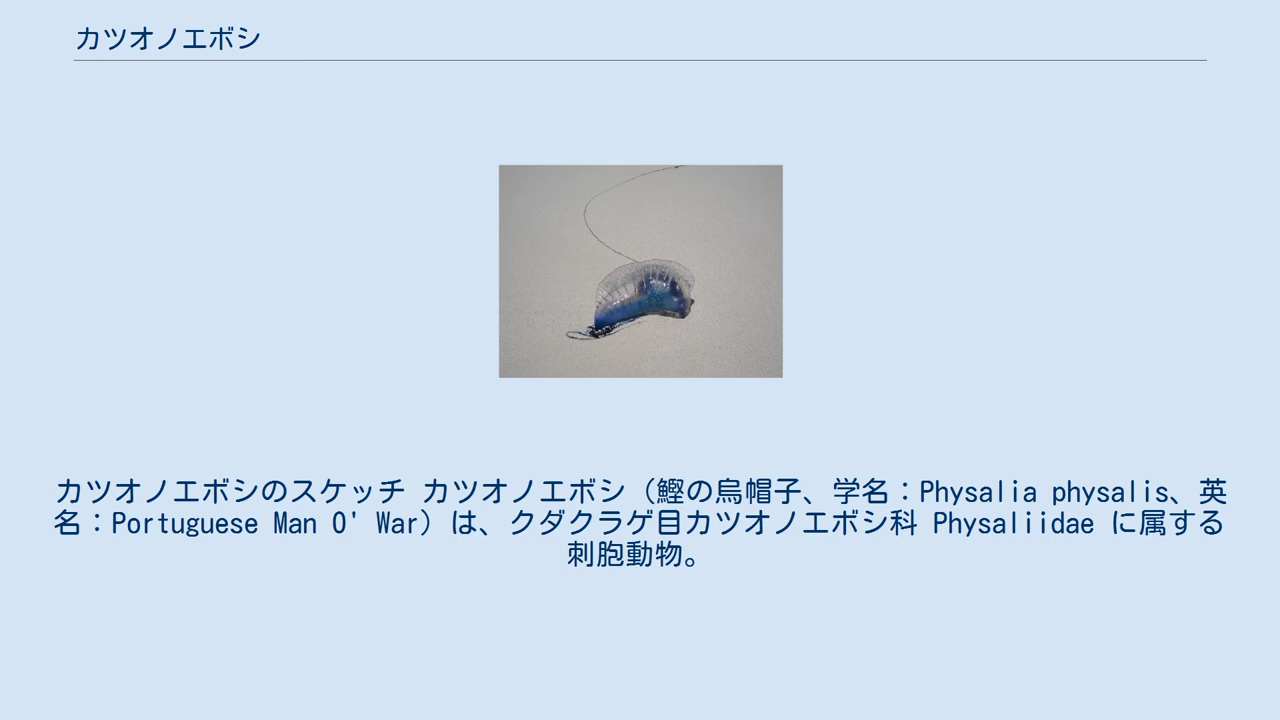 カツオノエボシ
カツオノエボシのスケッチ カツオノエボシ（鰹の烏帽子、学名：Physalia physalis、英
名：Portuguese Man O' War）は、クダクラゲ目カツオノエボシ科 Physaliidae に属する
刺胞動物。